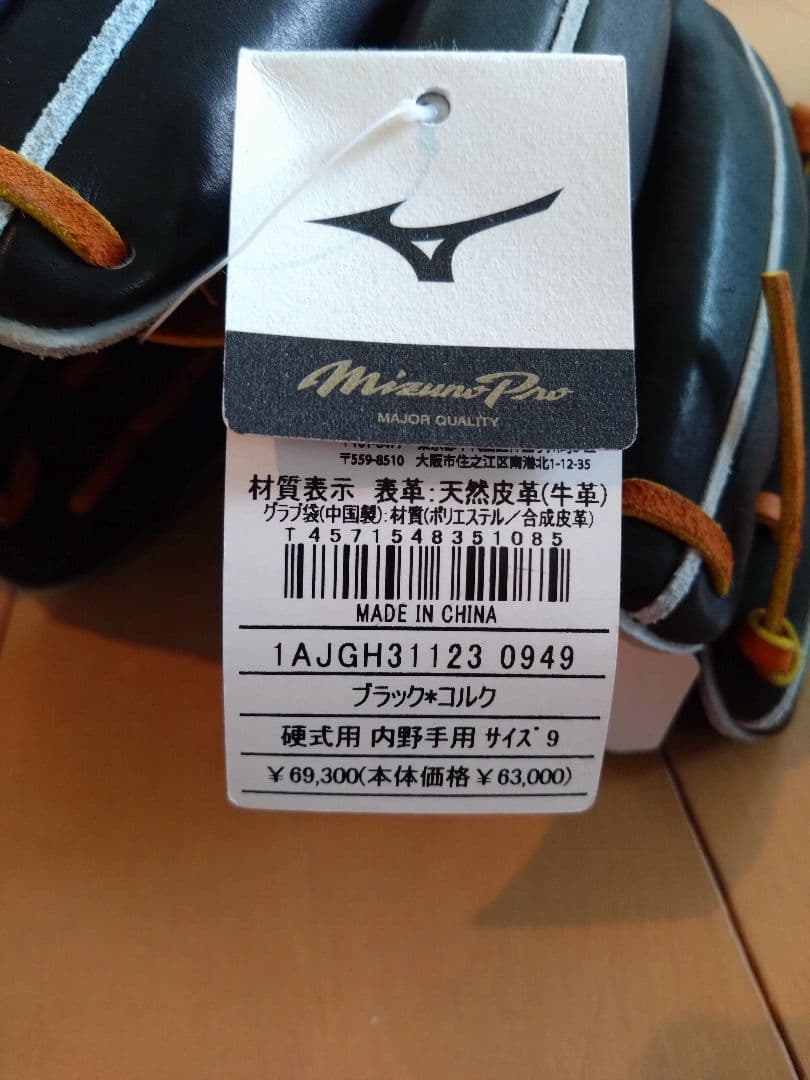 Mizuno Pro
MAJOR QUALITY
〒559-8510 大阪市住之江区南港北1-12-35
材質表示 表革:天然皮革(牛革)
グラブ袋(中国製):材質(ポリエステル/合成皮革)
T 4571548351085
MADE IN CHINA
1AJGH31123 0949
ブラック*コルク
硬式用 内野手用 サイズ 9
¥69,300(本体価格¥63,000)